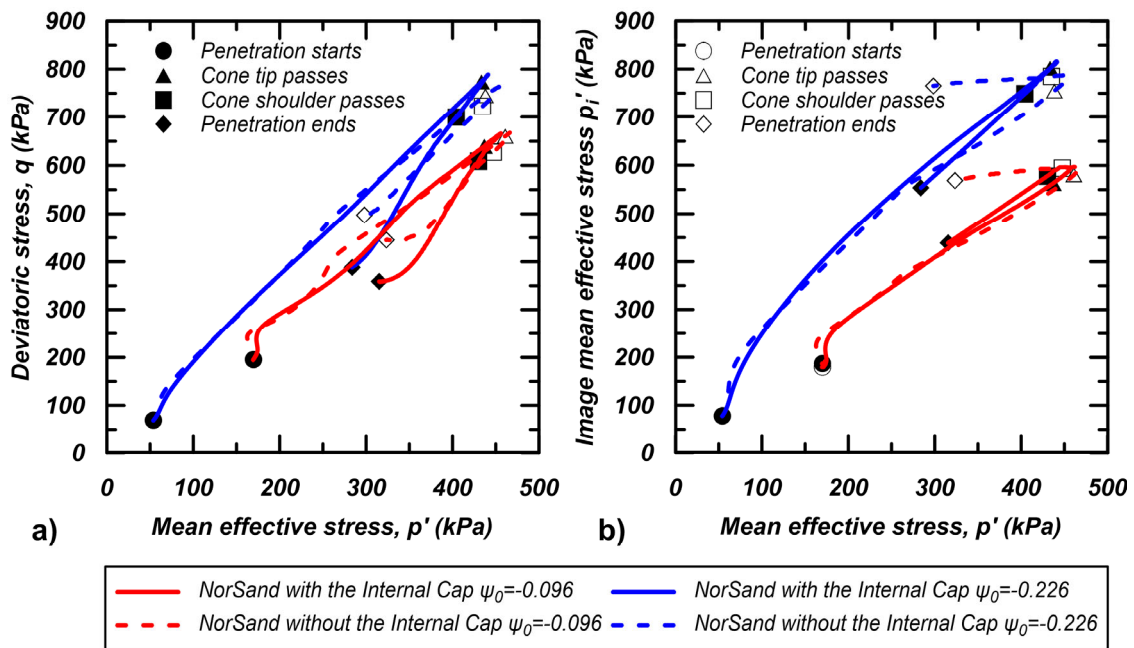 900
800
700
600
500
400
300
200
100
0
Deviatoric stress, q (kPa)
Penetration starts
Cone tip passes
Cone shoulder passes
Penetration ends
0 100 200 300 400 500
Mean effective stress, p' (kPa)
a)
900
800
700
600
500
400
300
200
100
0
Image mean effective stress pᵢ' (kPa)
Penetration starts
Cone tip passes
Cone shoulder passes
Penetration ends
0 100 200 300 400 500
Mean effective stress, p' (kPa)
b)
NorSand with the Internal Cap ψ₀=-0.096
NorSand with the Internal Cap ψ₀=-0.226
NorSand without the Internal Cap ψ₀=-0.096
NorSand without the Internal Cap ψ₀=-0.226